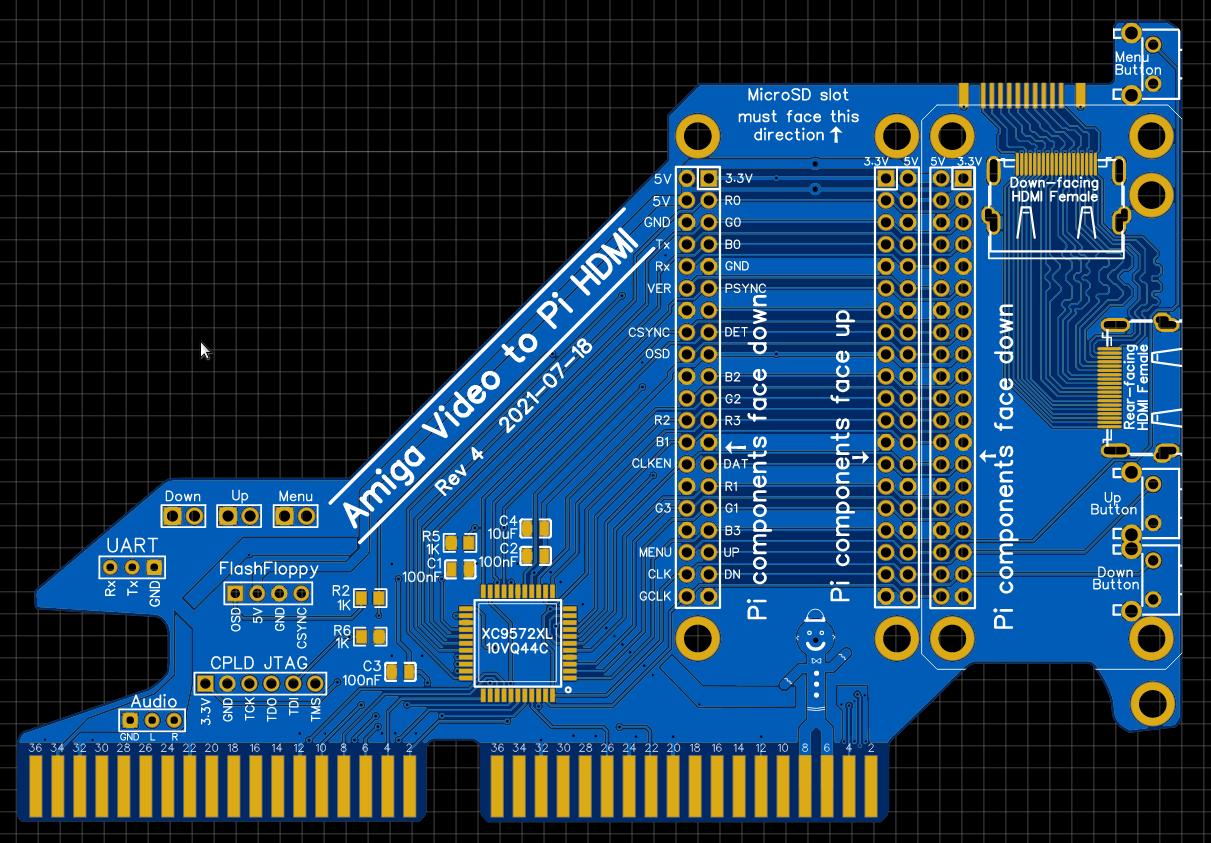 Menu
Button
MicroSD slot
must face this
direction ↑
3.3V 5V 5V 3.3V
5V 3.3V
5V R0
GND G0
Tx B0
Rx GND
VER PSYNC
CSYNC DET
OSD
B2
G2
R2 R3
B1
CLKEN DAT
R1
G3 G1
B3
MENU UP
CLK DN
GCLK
Pi components face down
Pi components face up
Pi components face down
Down-facing
HDMI Female
Rear-facing
HDMI Female
Up
Button
Down
Button
Amiga Video to Pi HDMI
Rev 4 2021-07-18
Down Up Menu
UART
Rx Tx GND
FlashFloppy
OSD 5V GND CSYNC
R5
1K
C1
100nF
C4
10uF
C2
100nF
R2
1K
R6
1K
C3
100nF
XC9572XL
10VQ44C
CPLD JTAG
3.3V GND TCK TDO TDI TMS
Audio
GND L R
36 34 32 30 28 26 24 22 20 18 16 14 12 10 8 6 4 2
36 34 32 30 28 26 24 22 20 18 16 14 12 10 8 6 4 2